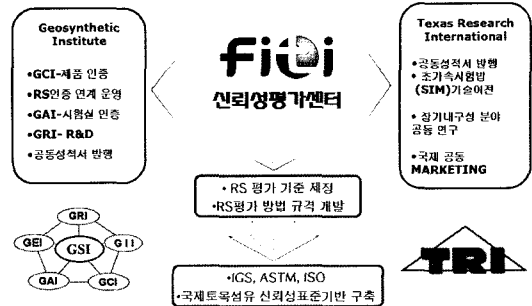 Geosynthetic
Institute
•GCI-제품 인증
•RS인증 연계 운영
•GAI-시험실 인증
•GRI- R&D
•공동성적서 발행
fiti
신뢰성평가센터
Texas Research
International
•공동성적서 발행
• 초가속시험법
(SIM)기술이전
• 장기내구성 분야
공동 연구
• 국제 공동
MARKETING
• RS 평가 기준 제정
•RS평가 방법 규격 개발
GRI
GEI
GII
GSI
GAI
GCI
•IGS, ASTM, ISO
•국제토목섬유 신뢰성표준기반 구축
TRI